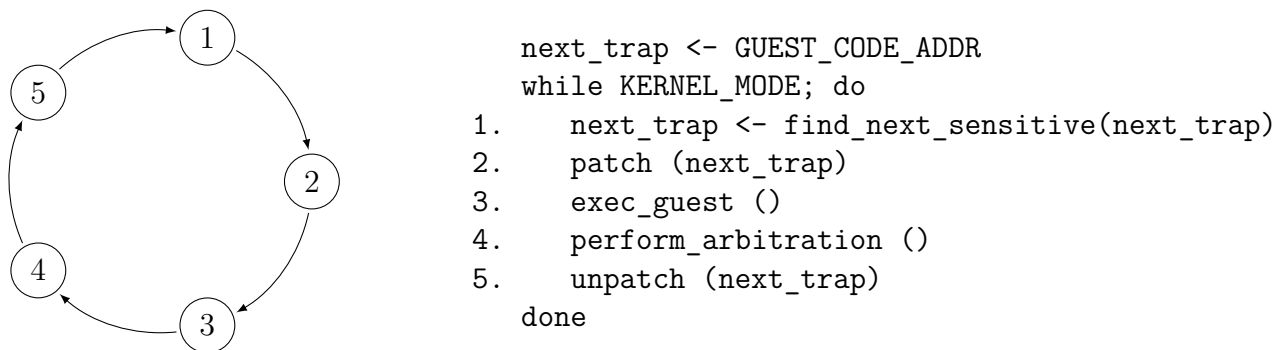 1
2
3
4
5
next_trap <- GUEST_CODE_ADDR
while KERNEL_MODE; do
1. next_trap <- find_next_sensitive(next_trap)
2. patch (next_trap)
3. exec_guest ()
4. perform_arbitration ()
5. unpatch (next_trap)
done